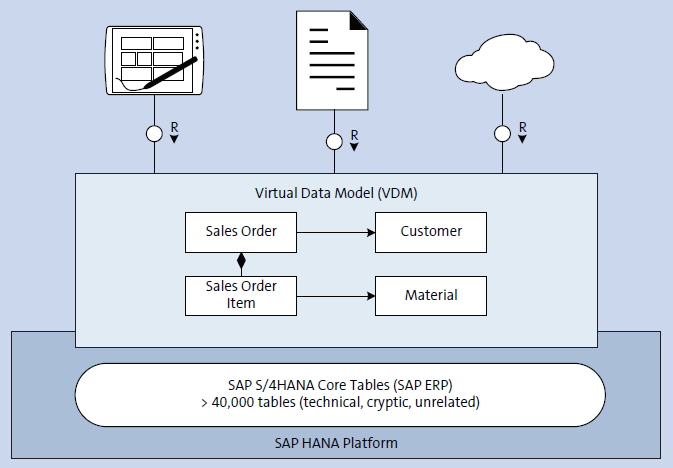 R
R
R
Virtual Data Model (VDM)
Sales Order
Customer
Sales Order
Item
Material
SAP S/4HANA Core Tables (SAP ERP)
> 40,000 tables (technical, cryptic, unrelated)
SAP HANA Platform